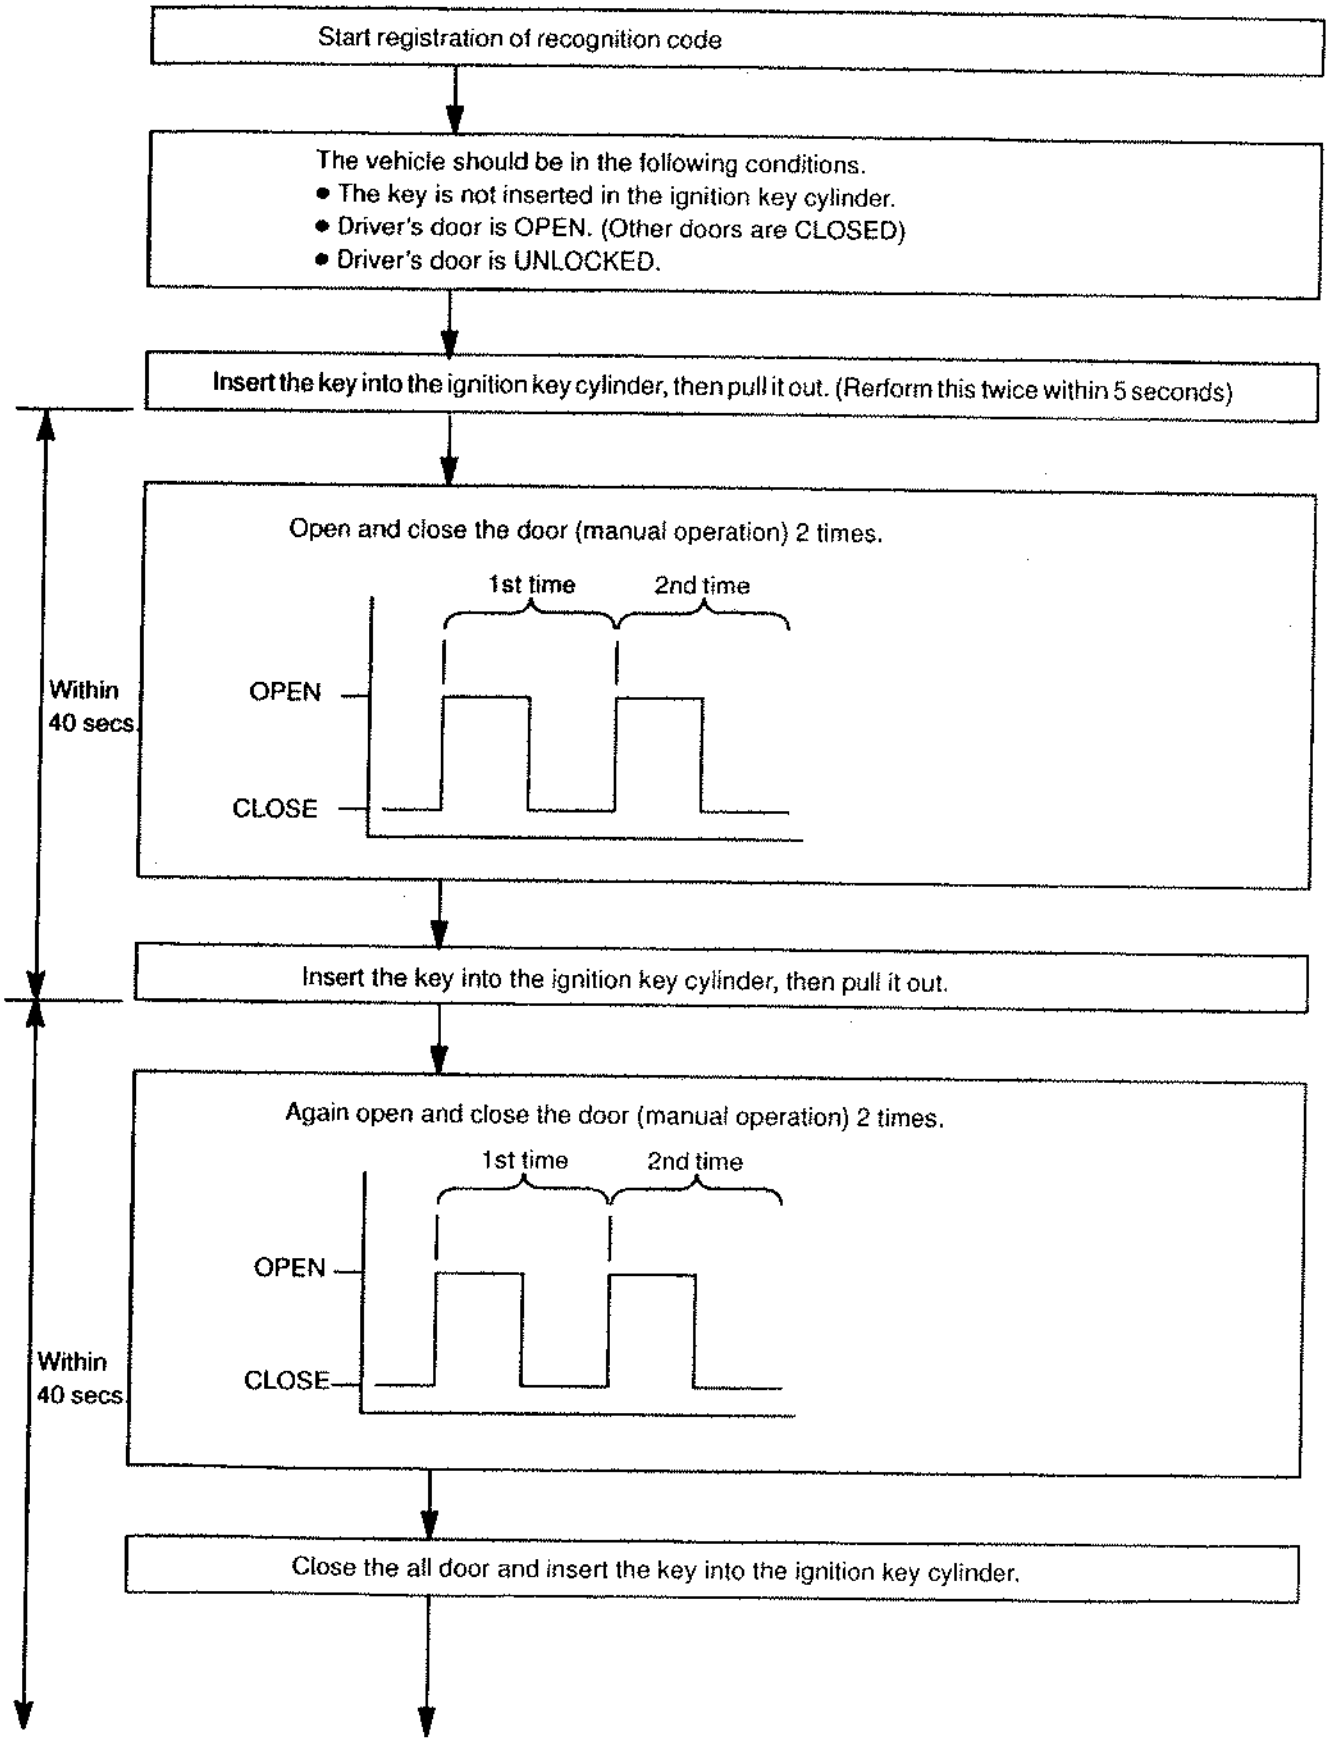 Start registration of recognition code
The vehicle should be in the following conditions.
● The key is not inserted in the ignition key cylinder.
● Driver's door is OPEN. (Other doors are CLOSED)
● Driver's door is UNLOCKED.
Insert the key into the ignition key cylinder, then pull it out. (Rerform this twice within 5 seconds)
Open and close the door (manual operation) 2 times.
1st time 2nd time
Within
40 secs.
OPEN
CLOSE
Insert the key into the ignition key cylinder, then pull it out.
Again open and close the door (manual operation) 2 times.
1st time 2nd time
OPEN
Within
40 secs.
CLOSE
Close the all door and insert the key into the ignition key cylinder.